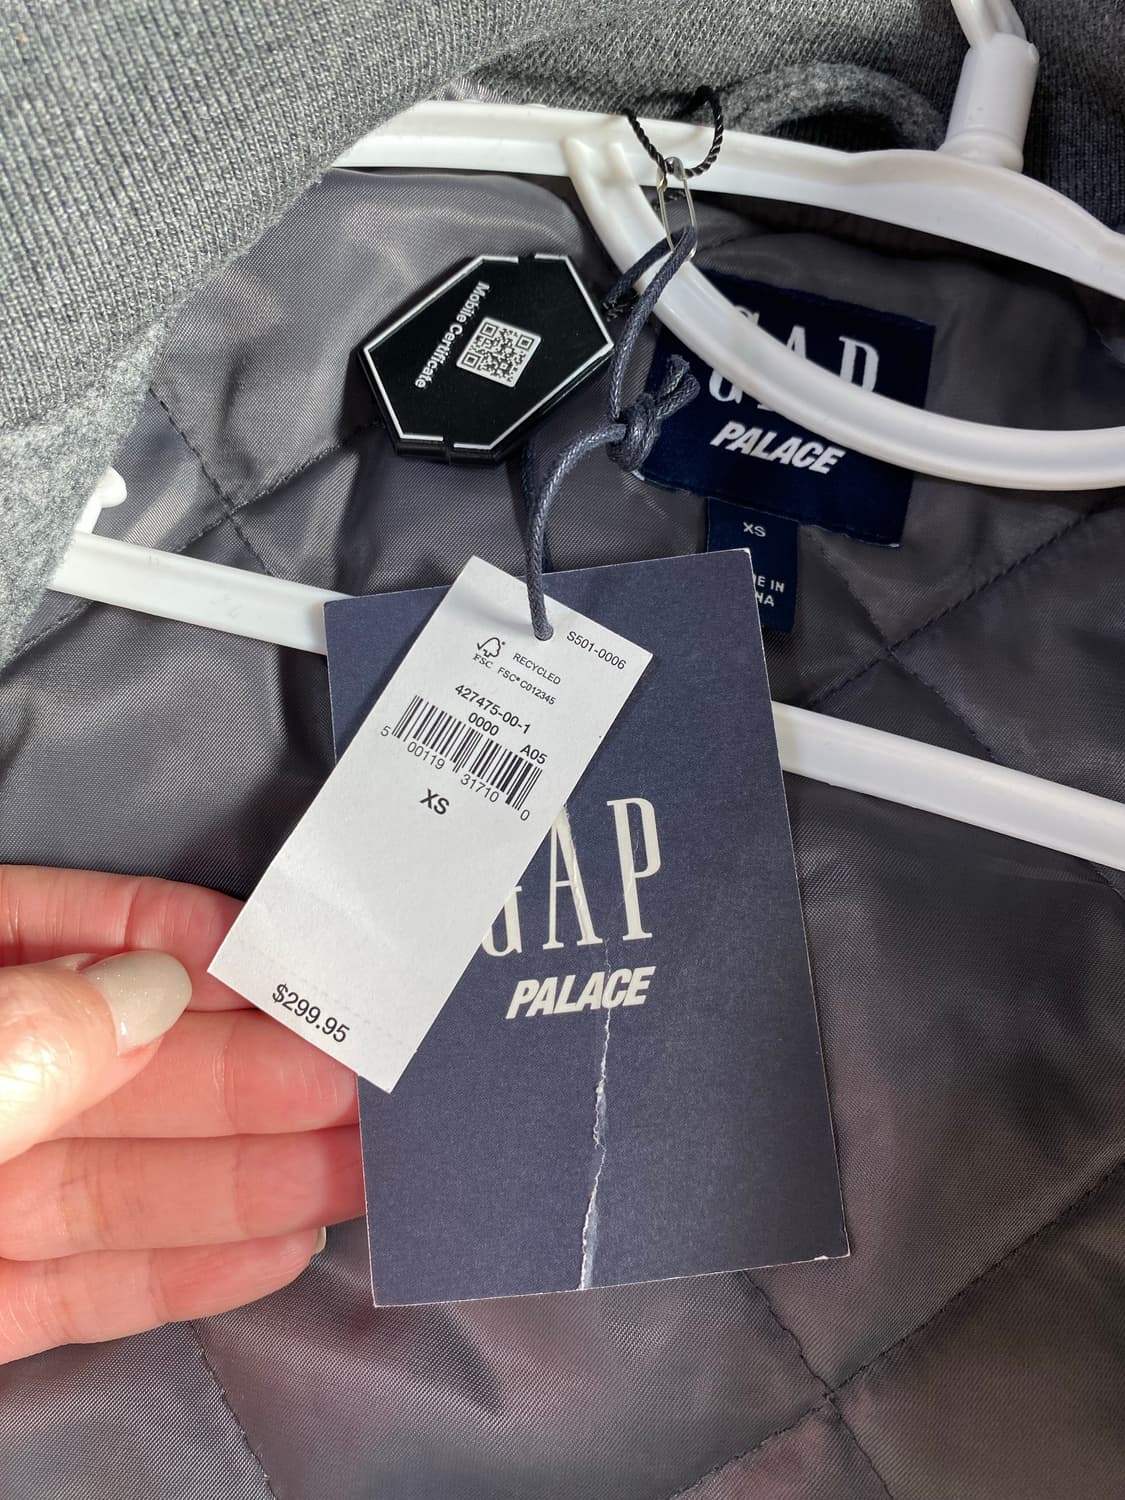 Mobile Certificate
GAP
PALACE
XS
IN
S501-0006
FSC
RECYCLED
FSC® C012345
427475-00-1
0000
A05
5 00119 31710 0
XS
$299.95
GAP
PALACE